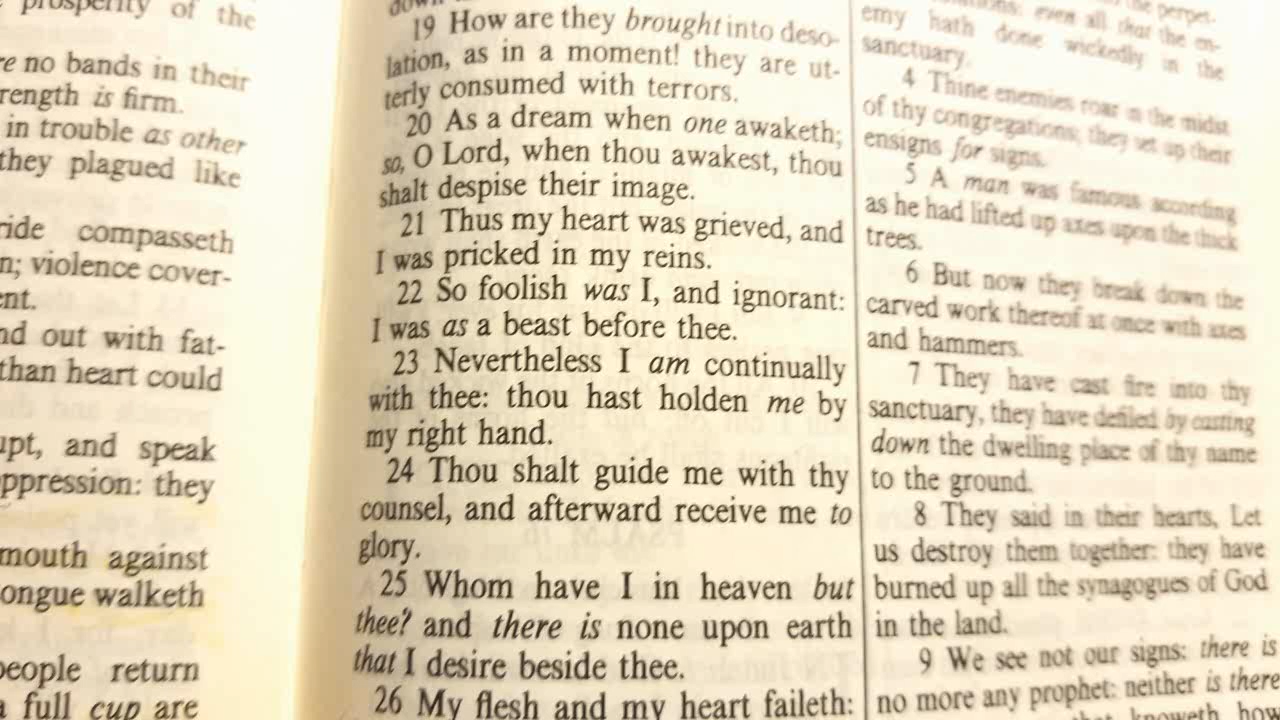 prosperity of the
no bands in their
rength is firm.
in trouble as other
they plagued like
ride compasseth
n; violence cover-
ent.
nd out with fat-
than heart could
upt, and speak
ppression: they
mouth against
ongue walketh
people return
a full cup are
19 How are they brought into deso-
lation, as in a moment! they are ut-
terly consumed with terrors.
20 As a dream when one awaketh;
so, O Lord, when thou awakest, thou
shalt despise their image.
21 Thus my heart was grieved, and
I was pricked in my reins.
22 So foolish was I, and ignorant:
I was as a beast before thee.
23 Nevertheless I am continually
with thee: thou hast holden me by
my right hand.
24 Thou shalt guide me with thy
counsel, and afterward receive me to
glory.
25 Whom have I in heaven but
thee? and there is none upon earth
that I desire beside thee.
26 My flesh and my heart faileth:
the perpet-
even all that the en-
emy hath done wickedly in the
sanctuary.
4 Thine enemies roar in the midst
of thy congregations; they set up their
ensigns for signs.
5 A man was famous according
as he had lifted up axes upon the thick
trees.
6 But now they break down the
carved work thereof at once with axes
and hammers.
7 They have cast fire into thy
sanctuary, they have defiled by casting
down the dwelling place of thy name
to the ground.
8 They said in their hearts, Let
us destroy them together: they have
burned up all the synagogues of God
in the land.
9 We see not our signs: there is
no more any prophet: neither is there
knoweth how